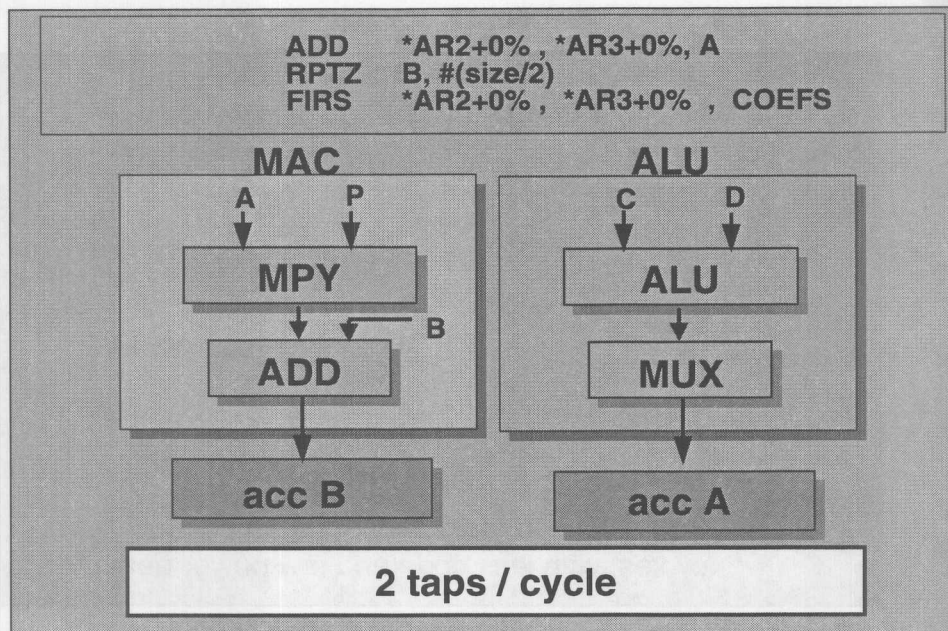 ADD *AR2+0% , *AR3+0%, A
RPTZ B, #(size/2)
FIRS *AR2+0% , *AR3+0% , COEFS
MAC ALU
A P C D
MPY ALU
B
ADD MUX
acc B acc A
2 taps / cycle